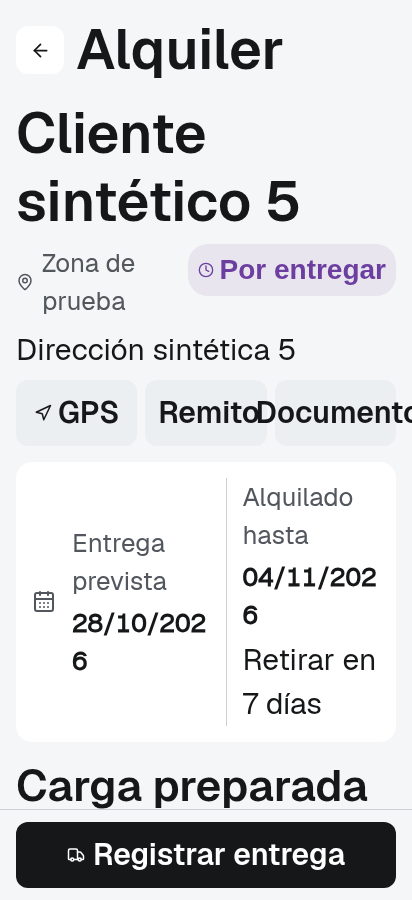 Alquiler
Cliente
sintético 5
Zona de
prueba
Por entregar
Dirección sintética 5
GPS
Remito
Documento
Entrega
prevista
28/10/202
6
Alquilado
hasta
04/11/202
6
Retirar en
7 días
Carga preparada
Registrar entrega